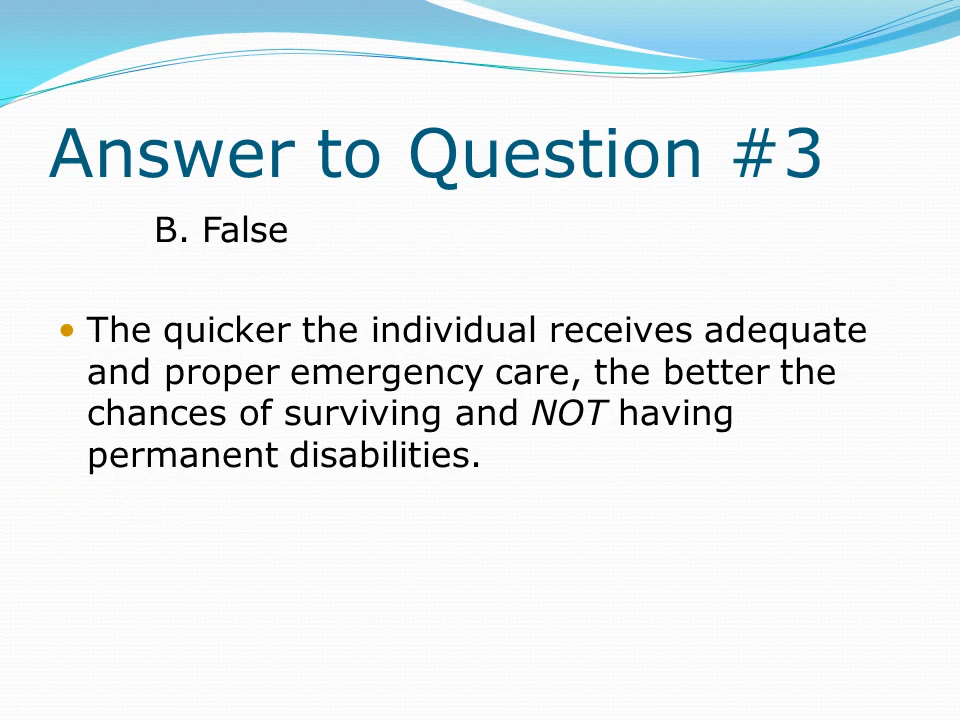 Answer to Question #3
B. False
• The quicker the individual receives adequate
and proper emergency care, the better the
chances of surviving and NOT having
permanent disabilities.